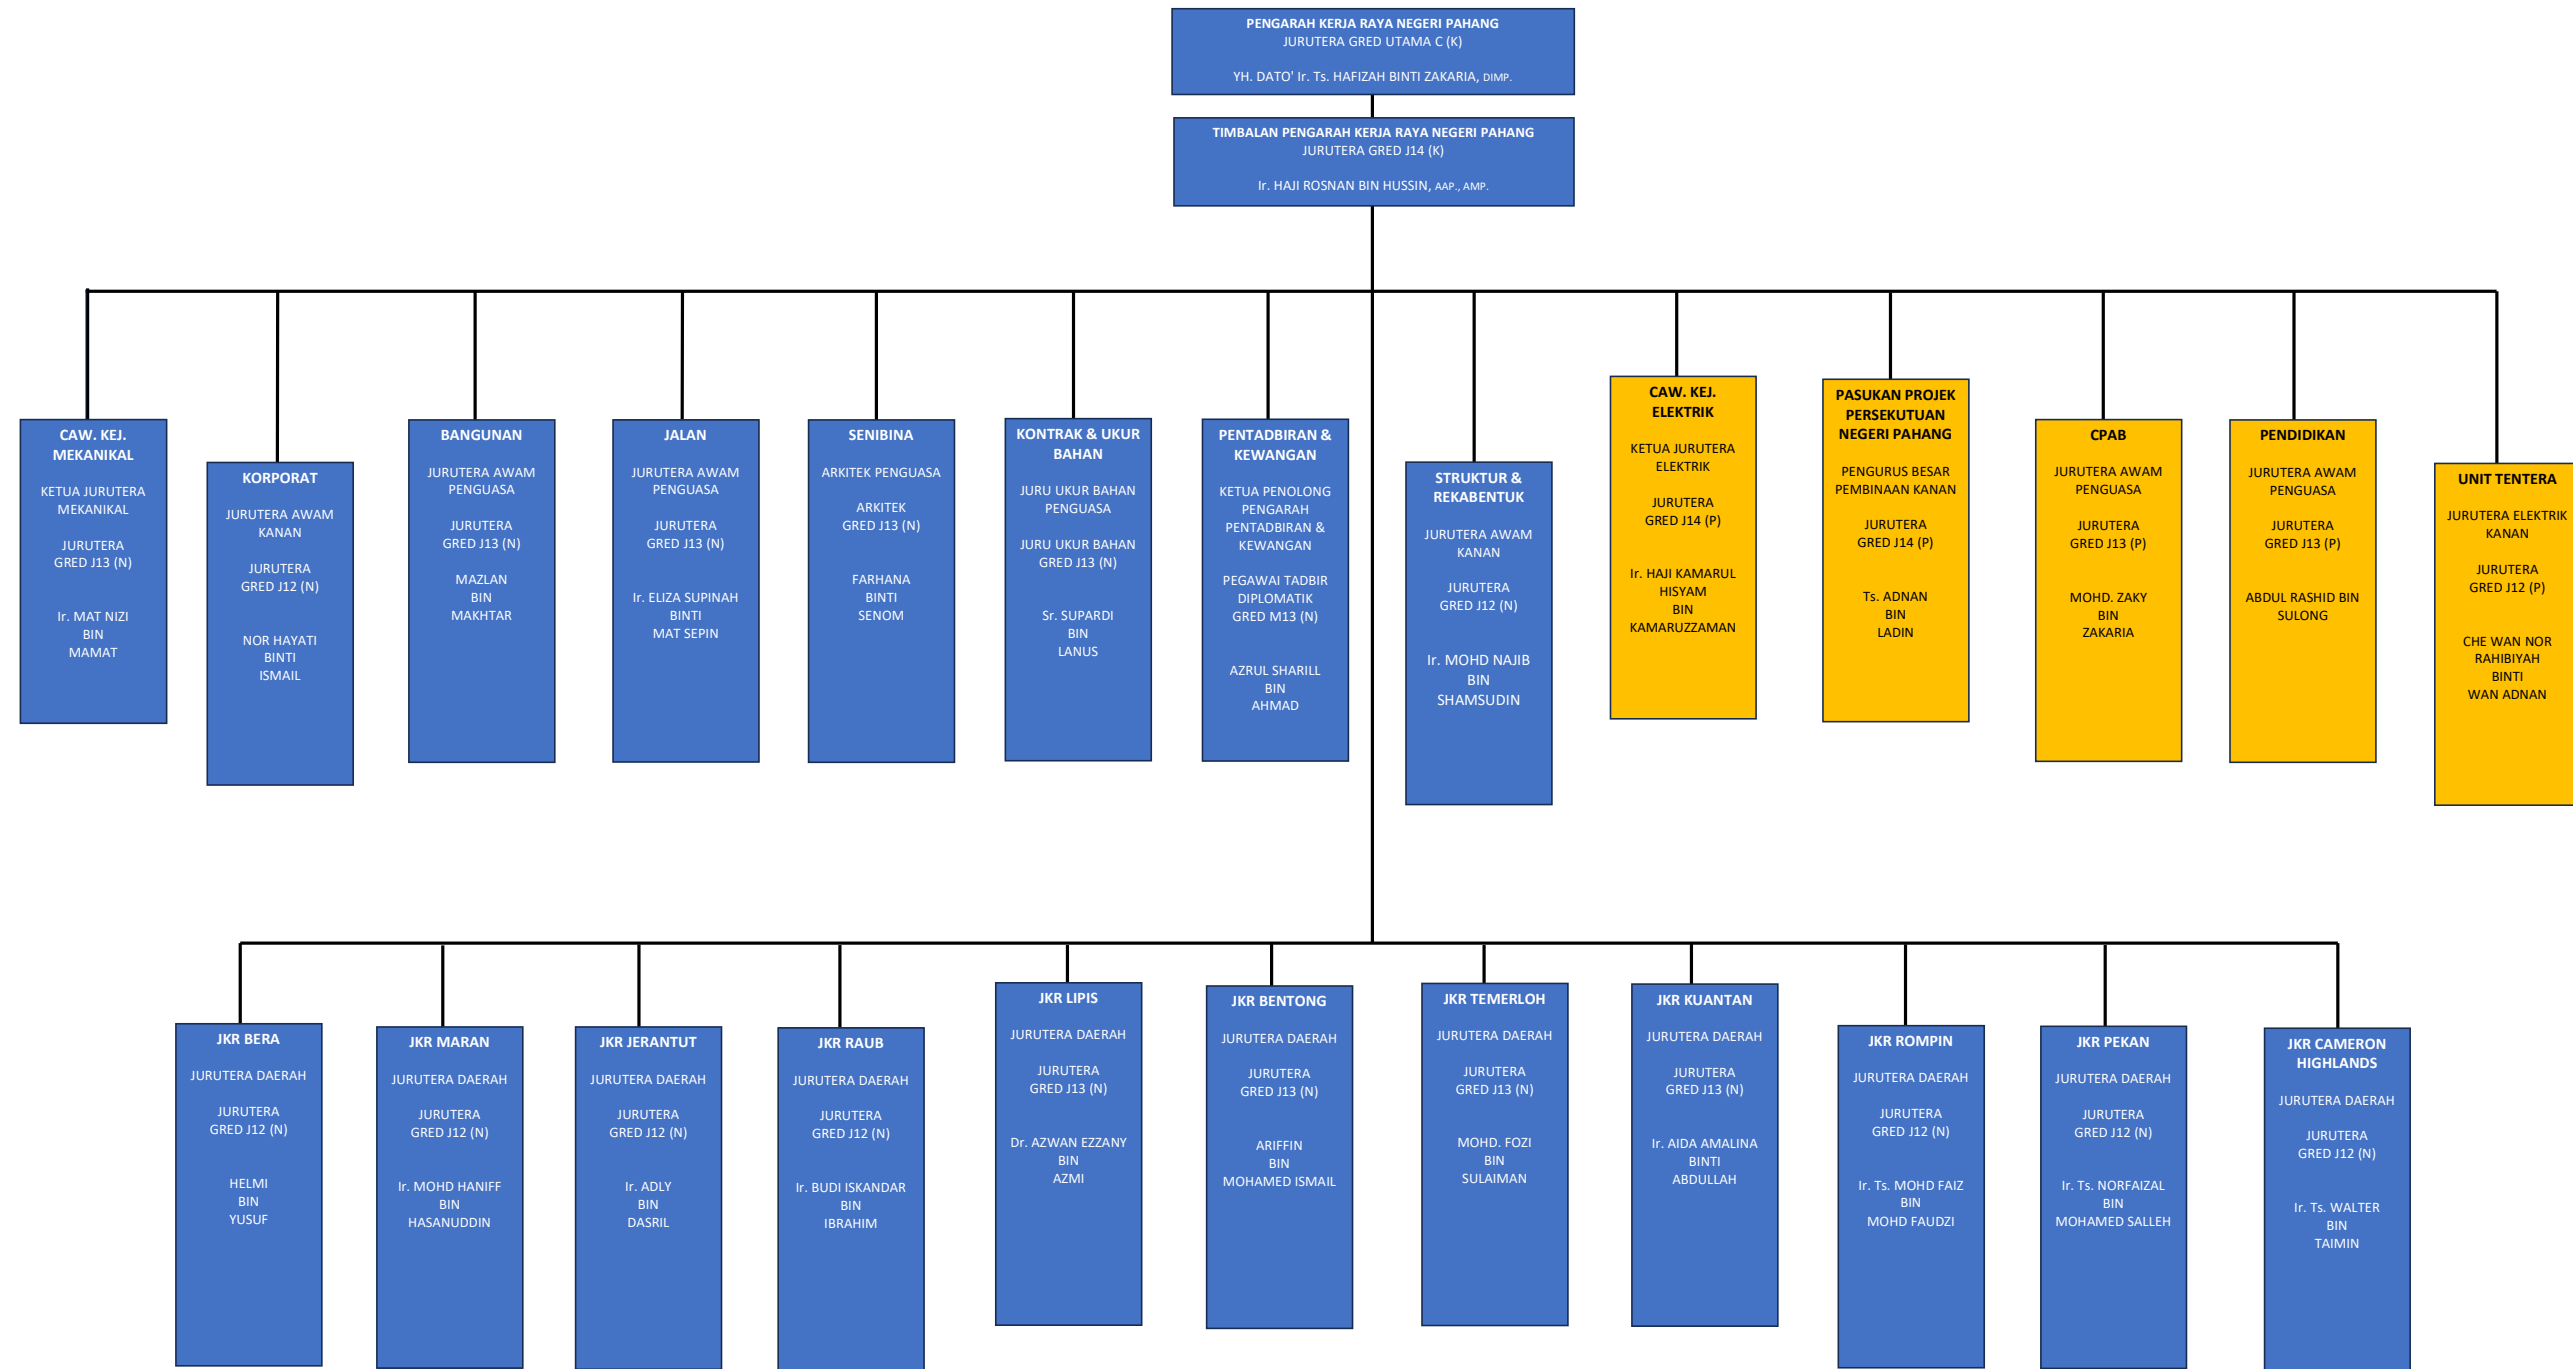 PENGARAH KERJA RAYA NEGERI PAHANG
JURUTERA GRED UTAMA C (K)
YH. DATO' Ir. Ts. HAFIZAH BINTI ZAKARIA, DIMP.
TIMBALAN PENGARAH KERJA RAYA NEGERI PAHANG
JURUTERA GRED J14 (K)
Ir. HAJI ROSNAN BIN HUSSIN, AAP., AMP.
CAW. KEJ.
MEKANIKAL
KETUA JURUTERA
MEKANIKAL
JURUTERA
GRED J13 (N)
Ir. MAT NIZI
BIN
MAMAT
KORPORAT
JURUTERA AWAM
KANAN
JURUTERA
GRED J12 (N)
NOR HAYATI
BINTI
ISMAIL
BANGUNAN
JURUTERA AWAM
PENGUASA
JURUTERA
GRED J13 (N)
MAZLAN
BIN
MAKHTAR
JALAN
JURUTERA AWAM
PENGUASA
JURUTERA
GRED J13 (N)
Ir. ELIZA SUPINAH
BINTI
MAT SEPIN
SENIBINA
ARKITEK PENGUASA
ARKITEK
GRED J13 (N)
FARHANA
BINTI
SENOM
KONTRAK & UKUR
BAHAN
JURU UKUR BAHAN
PENGUASA
JURU UKUR BAHAN
GRED J13 (N)
Sr. SUPARDI
BIN
LANUS
PENTADBIRAN &
KEWANGAN
KETUA PENOLONG
PENGARAH
PENTADBIRAN &
KEWANGAN
PEGAWAI TADBIR
DIPLOMATIK
GRED M13 (N)
AZRUL SHARILL
BIN
AHMAD
STRUKTUR &
REKABENTUK
JURUTERA AWAM
KANAN
JURUTERA
GRED J12 (N)
Ir. MOHD NAJIB
BIN
SHAMSUDIN
CAW. KEJ.
ELEKTRIK
KETUA JURUTERA
ELEKTRIK
JURUTERA
GRED J14 (P)
Ir. HAJI KAMARUL
HISYAM
BIN
KAMARUZZAMAN
PASUKAN PROJEK
PERSEKUTUAN
NEGERI PAHANG
PENGURUS BESAR
PEMBINAAN KANAN
JURUTERA
GRED J14 (P)
Ts. ADNAN
BIN
LADIN
CPAB
JURUTERA AWAM
PENGUASA
JURUTERA
GRED J13 (P)
MOHD. ZAKY
BIN
ZAKARIA
PENDIDIKAN
JURUTERA AWAM
PENGUASA
JURUTERA
GRED J13 (P)
ABDUL RASHID BIN
SULONG
UNIT TENTERA
JURUTERA ELEKTRIK
KANAN
JURUTERA
GRED J12 (P)
CHE WAN NOR
RAHIBIYAH
BINTI
WAN ADNAN
JKR BERA
JURUTERA DAERAH
JURUTERA
GRED J12 (N)
HELMI
BIN
YUSUF
JKR MARAN
JURUTERA DAERAH
JURUTERA
GRED J12 (N)
Ir. MOHD HANIFF
BIN
HASANUDDIN
JKR JERANTUT
JURUTERA DAERAH
JURUTERA
GRED J12 (N)
Ir. ADLY
BIN
DASRIL
JKR RAUB
JURUTERA DAERAH
JURUTERA
GRED J12 (N)
Ir. BUDI ISKANDAR
BIN
IBRAHIM
JKR LIPIS
JURUTERA DAERAH
JURUTERA
GRED J13 (N)
Dr. AZWAN EZZANY
BIN
AZMI
JKR BENTONG
JURUTERA DAERAH
JURUTERA
GRED J13 (N)
ARIFFIN
BIN
MOHAMED ISMAIL
JKR TEMERLOH
JURUTERA DAERAH
JURUTERA
GRED J13 (N)
MOHD. FOZI
BIN
SULAIMAN
JKR KUANTAN
JURUTERA DAERAH
JURUTERA
GRED J13 (N)
Ir. AIDA AMALINA
BINTI
ABDULLAH
JKR ROMPIN
JURUTERA DAERAH
JURUTERA
GRED J12 (N)
Ir. Ts. MOHD FAIZ
BIN
MOHD FAUDZI
JKR PEKAN
JURUTERA DAERAH
JURUTERA
GRED J12 (N)
Ir. Ts. NORFAIZAL
BIN
MOHAMED SALLEH
JKR CAMERON
HIGHLANDS
JURUTERA DAERAH
JURUTERA
GRED J12 (N)
Ir. Ts. WALTER
BIN
TAIMIN